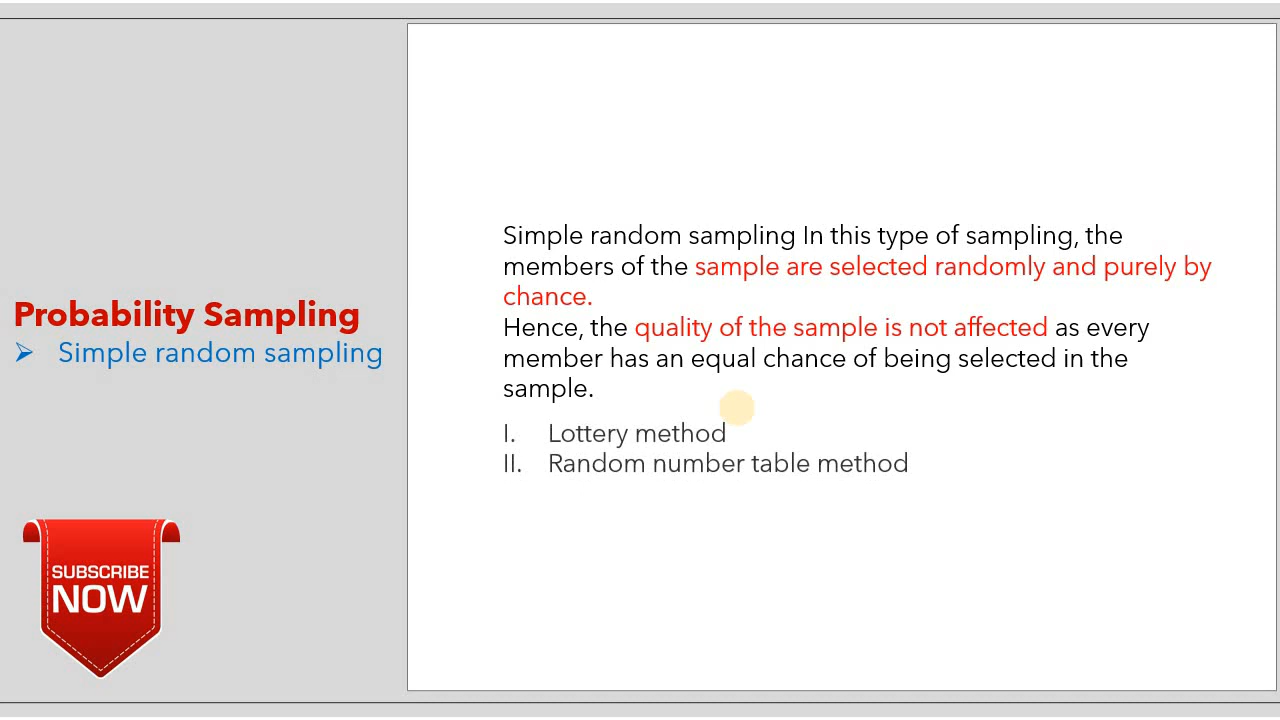 Probability Sampling
Simple random sampling
SUBSCRIBE
NOW
Simple random sampling In this type of sampling, the
members of the sample are selected randomly and purely by
chance.
Hence, the quality of the sample is not affected as every
member has an equal chance of being selected in the
sample.
I. Lottery method
II. Random number table method